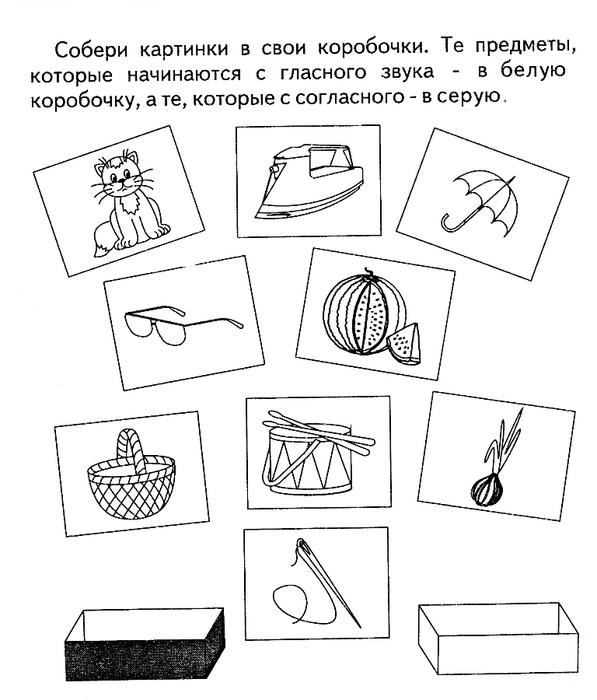 Собери картинки в свои коробочки. Те предметы,
которые начинаются с гласного звука - в белую
коробочку, а те, которые с согласного - в серую.